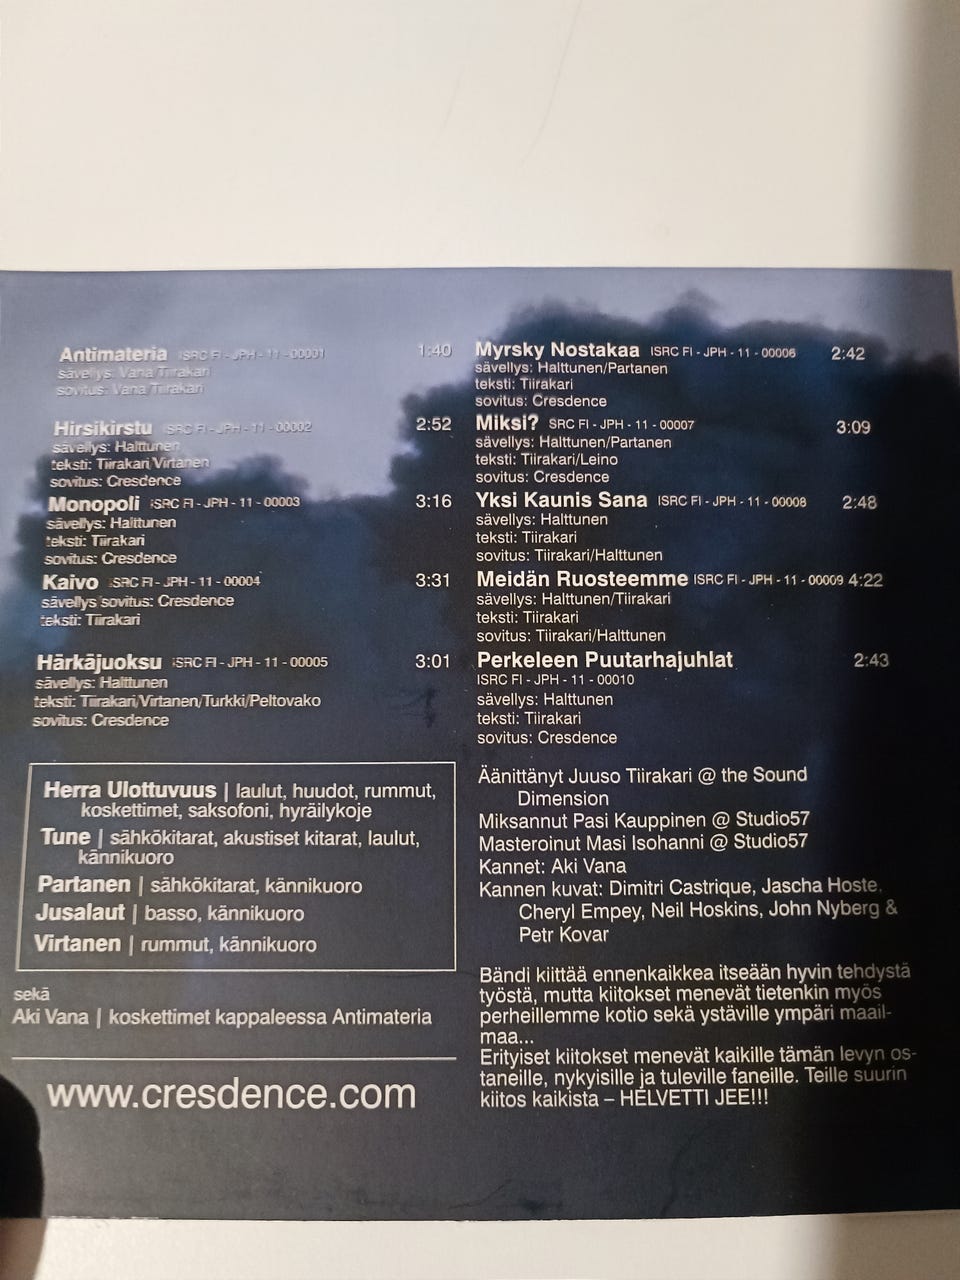 Antimateria ISRC FI - JPH - 11 - 00001 1:40
sävellys: Vana/Tiirakari
sovitus: Vana/Tiirakari
Hirsikirstu ISRC FI - JPH - 11 - 00002 2:52
sävellys: Halttunen
teksti: Tiirakari/Virtanen
sovitus: Cresdence
Monopoli ISRC FI - JPH - 11 - 00003 3:16
sävellys: Halttunen
teksti: Tiirakari
sovitus: Cresdence
Kaivo ISRC FI - JPH - 11 - 00004 3:31
sävellys/sovitus: Cresdence
teksti: Tiirakari
Härkäjuoksu ISRC FI - JPH - 11 - 00005 3:01
sävellys: Halttunen
teksti: Tiirakari/Virtanen/Turkki/Peltovako
sovitus: Cresdence
Herra Ulottuvuus | laulut, huudot, rummut,
koskettimet, saksofoni, hyräilykoje
Tune | sähkökitarat, akustiset kitarat, laulut,
kännikuoro
Partanen | sähkökitarat, kännikuoro
Jusalaut | basso, kännikuoro
Virtanen | rummut, kännikuoro
sekä
Aki Vana | koskettimet kappaleessa Antimateria
www.cresdence.com
Myrsky Nostakaa ISRC FI - JPH - 11 - 00006 2:42
sävellys: Halttunen/Partanen
teksti: Tiirakari
sovitus: Cresdence
Miksi? SRC FI - JPH - 11 - 00007 3:09
sävellys: Halttunen/Partanen
teksti: Tiirakari/Leino
sovitus: Cresdence
Yksi Kaunis Sana ISRC FI - JPH - 11 - 00008 2:48
sävellys: Halttunen
teksti: Tiirakari
sovitus: Tiirakari/Halttunen
Meidän Ruosteemme ISRC FI - JPH - 11 - 00009 4:22
sävellys: Halttunen/Tiirakari
teksti: Tiirakari
sovitus: Tiirakari/Halttunen
Perkeleen Puutarhajuhlat 2:43
ISRC FI - JPH - 11 - 00010
sävellys: Halttunen
teksti: Tiirakari
sovitus: Cresdence
Äänittänyt Juuso Tiirakari @ the Sound
Dimension
Miksannut Pasi Kauppinen @ Studio57
Masteroinut Masi Isohanni @ Studio57
Kannet: Aki Vana
Kannen kuvat: Dimitri Castrique, Jascha Hoste,
Cheryl Empey, Neil Hoskins, John Nyberg &
Petr Kovar
Bändi kiittää ennenkaikkea itseään hyvin tehdystä
työstä, mutta kiitokset menevät tietenkin myös
perheillemme kotio sekä ystäville ympäri maail-
maa...
Erityiset kiitokset menevät kaikille tämän levyn os-
taneille, nykyisille ja tuleville faneille. Teille suurin
kiitos kaikista – HELVETTI JEE!!!